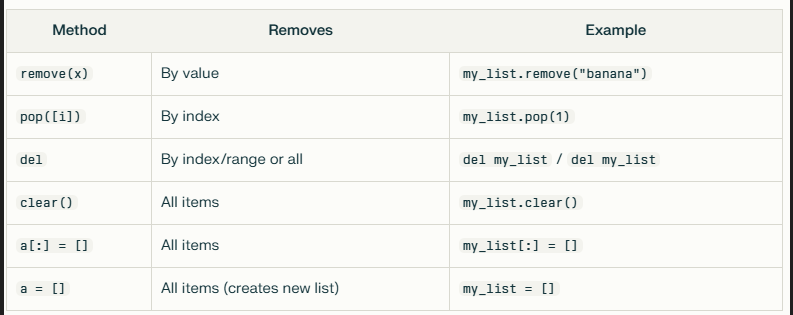 Method Removes Example
remove(x) By value my_list.remove("banana")
pop([i]) By index my_list.pop(1)
del By index/range or all del my_list / del my_list
clear() All items my_list.clear()
a[:] = [] All items my_list[:] = []
a = [] All items (creates new list) my_list = []